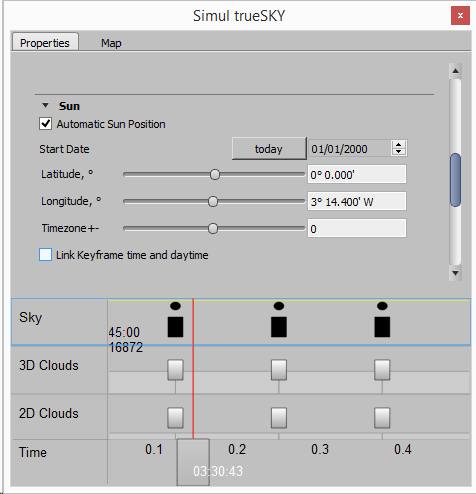 Simul trueSKY
x
Properties Map
Sun
Automatic Sun Position
Start Date today 01/01/2000
Latitude, ° 0° 0.000'
Longitude, ° 3° 14.400' W
Timezone+- 0
Link Keyframe time and daytime
Sky
45:00
16872
3D Clouds
2D Clouds
Time 0.1 0.2 0.3 0.4
03:30:43